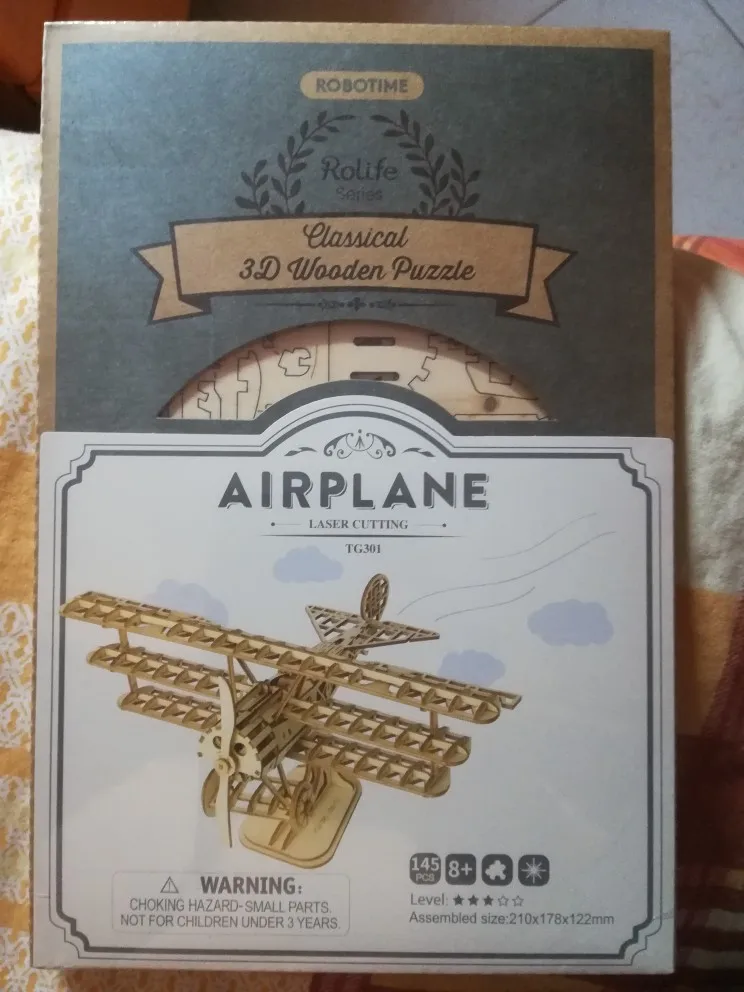 ROBOTIME
Rolife
Series
Classical
3D Wooden Puzzle
AIRPLANE
LASER CUTTING
TG301
145
PCS
8+
WARNING:
CHOKING HAZARD-SMALL PARTS.
NOT FOR CHILDREN UNDER 3 YEARS.
Level: ★★★☆☆
Assembled size:210x178x122mm